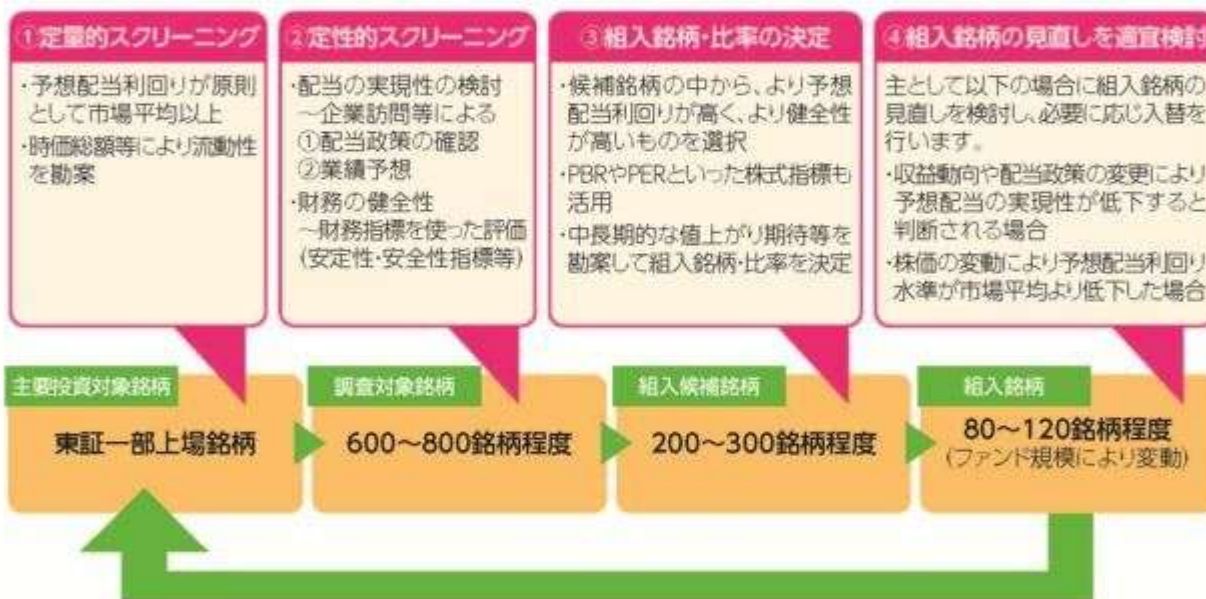 ①定量的スクリーニング
・予想配当利回りが原則
として市場平均以上
・時価総額等により流動性
を勘案
②定性的スクリーニング
・配当の実現性の検討
～企業訪問等による
①配当政策の確認
②業績予想
・財務の健全性
～財務指標を使った評価
(安定性・安全性指標等)
③組入銘柄・比率の決定
・候補銘柄の中から、より予想
配当利回りが高く、より健全性
が高いものを選択
・PBRやPERといった株式指標も
活用
・中長期的な値上がり期待等を
勘案して組入銘柄・比率を決定
④組入銘柄の見直しを適宜検討
主として以下の場合に組入銘柄の
見直しを検討し、必要に応じ入替を
行います。
・収益動向や配当政策の変更により
予想配当の実現性が低下すると
判断される場合
・株価の変動により予想配当利回り
水準が市場平均より低下した場合
主要投資対象銘柄
東証一部上場銘柄
調査対象銘柄
600～800銘柄程度
組入候補銘柄
200～300銘柄程度
組入銘柄
80～120銘柄程度
(ファンド規模により変動)